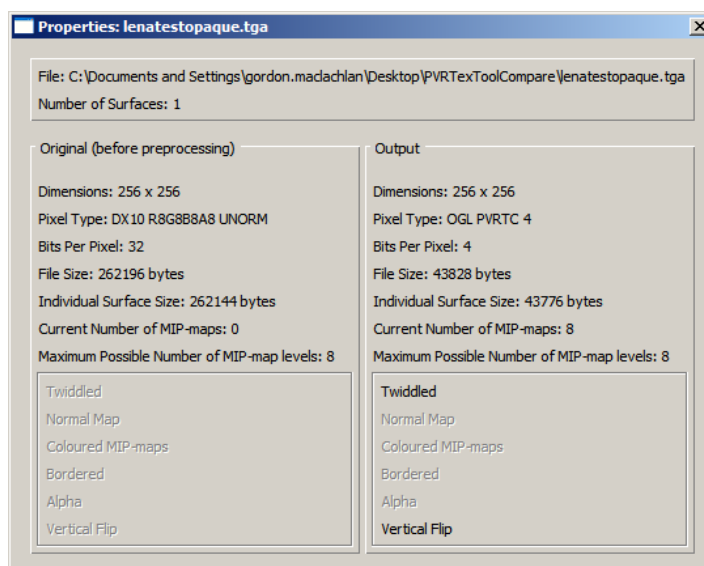 Properties: lenatestopaque.tga
File: C:\Documents and Settings\gordon.maclachlan\Desktop\PVRTexToolCompare\lenatestopaque.tga
Number of Surfaces: 1
Original (before preprocessing)
Dimensions: 256 x 256
Pixel Type: DX10 R8G8B8A8 UNORM
Bits Per Pixel: 32
File Size: 262196 bytes
Individual Surface Size: 262144 bytes
Current Number of MIP-maps: 0
Maximum Possible Number of MIP-map levels: 8
Twiddled
Normal Map
Coloured MIP-maps
Bordered
Alpha
Vertical Flip
Output
Dimensions: 256 x 256
Pixel Type: OGL PVRTC 4
Bits Per Pixel: 4
File Size: 43828 bytes
Individual Surface Size: 43776 bytes
Current Number of MIP-maps: 8
Maximum Possible Number of MIP-map levels: 8
Twiddled
Normal Map
Coloured MIP-maps
Bordered
Alpha
Vertical Flip